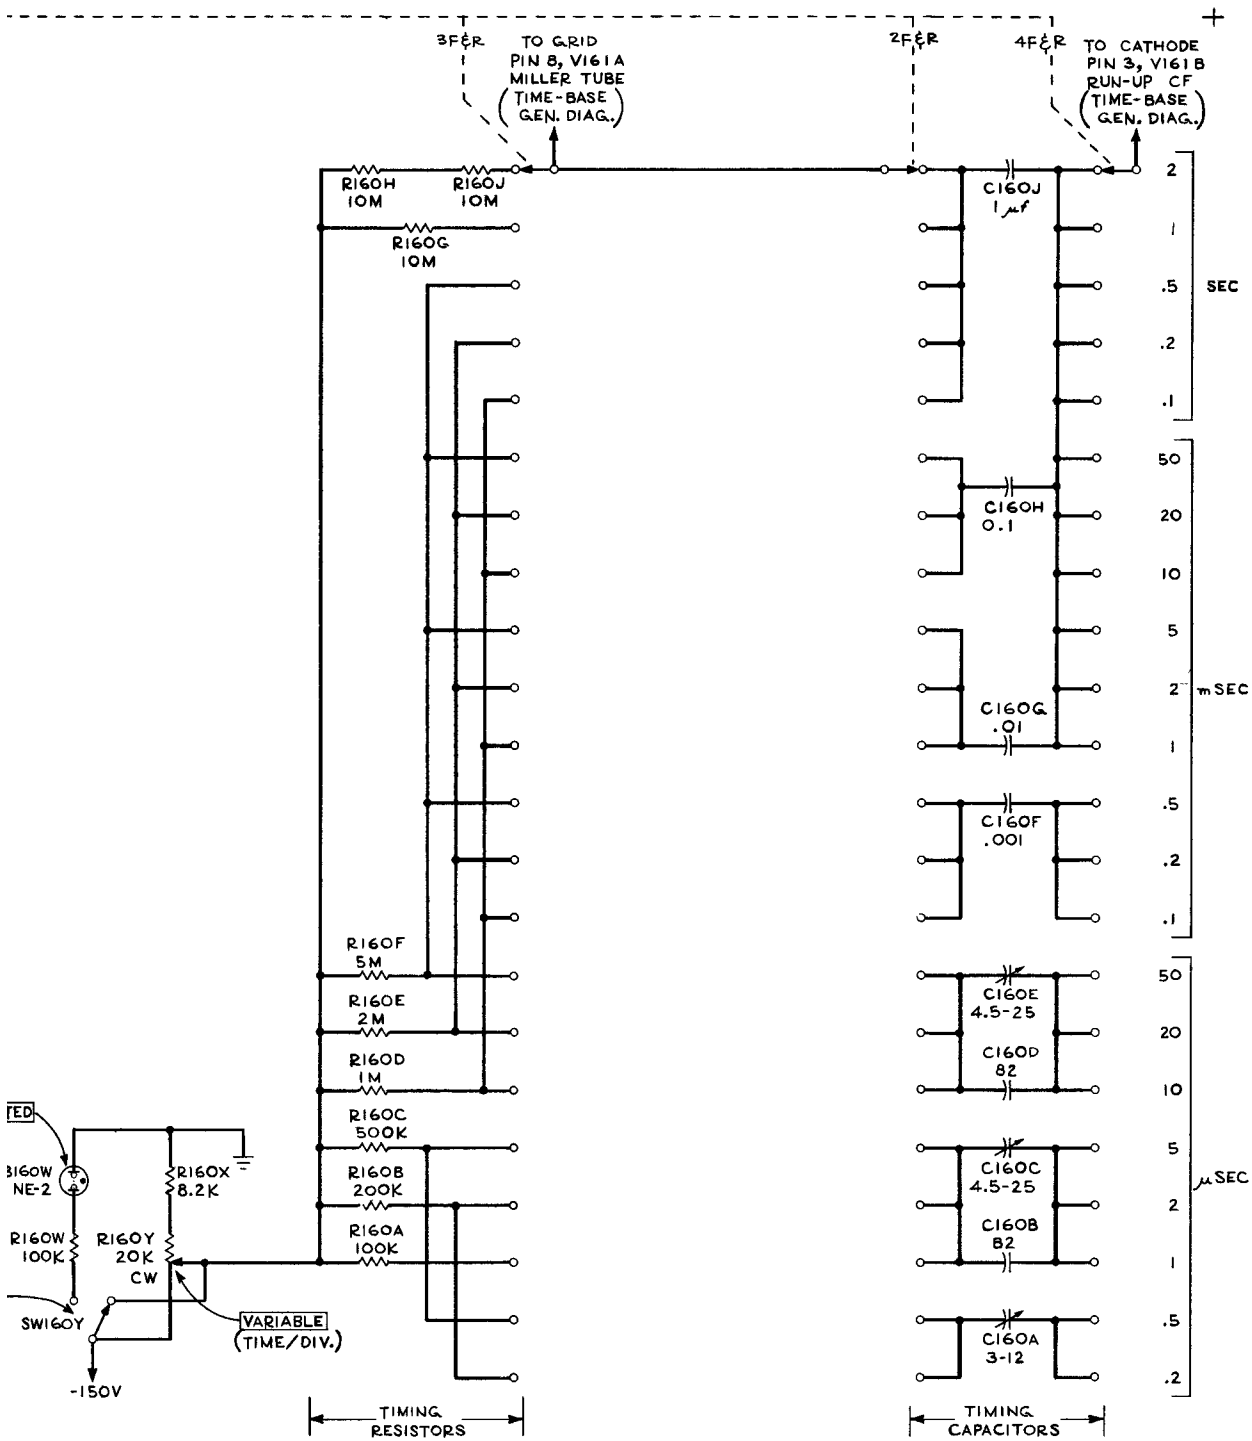 3F&R
TO GRID
PIN 8, V161A
MILLER TUBE
(TIME-BASE
GEN. DIAG.)
2F&R
4F&R
TO CATHODE
PIN 3, V161B
RUN-UP CF
(TIME-BASE
GEN. DIAG.)
R160H
10M
R160J
10M
C160J
1 μf
2
R160G
10M
1
.5
SEC
.2
.1
50
C160H
0.1
20
10
5
2
mSEC
C160G
.01
1
.5
C160F
.001
.2
.1
R160F
5M
50
C160E
4.5-25
R160E
2M
20
R160D
1M
C160D
82
10
R160C
500K
5
C160C
4.5-25
μSEC
R160B
200K
2
R160A
100K
C160B
82
1
TED
B160W
NE-2
R160X
8.2K
R160W
100K
R160Y
20K
CW
SW160Y
-150V
VARIABLE
(TIME/DIV.)
.5
C160A
3-12
.2
TIMING
RESISTORS
TIMING
CAPACITORS